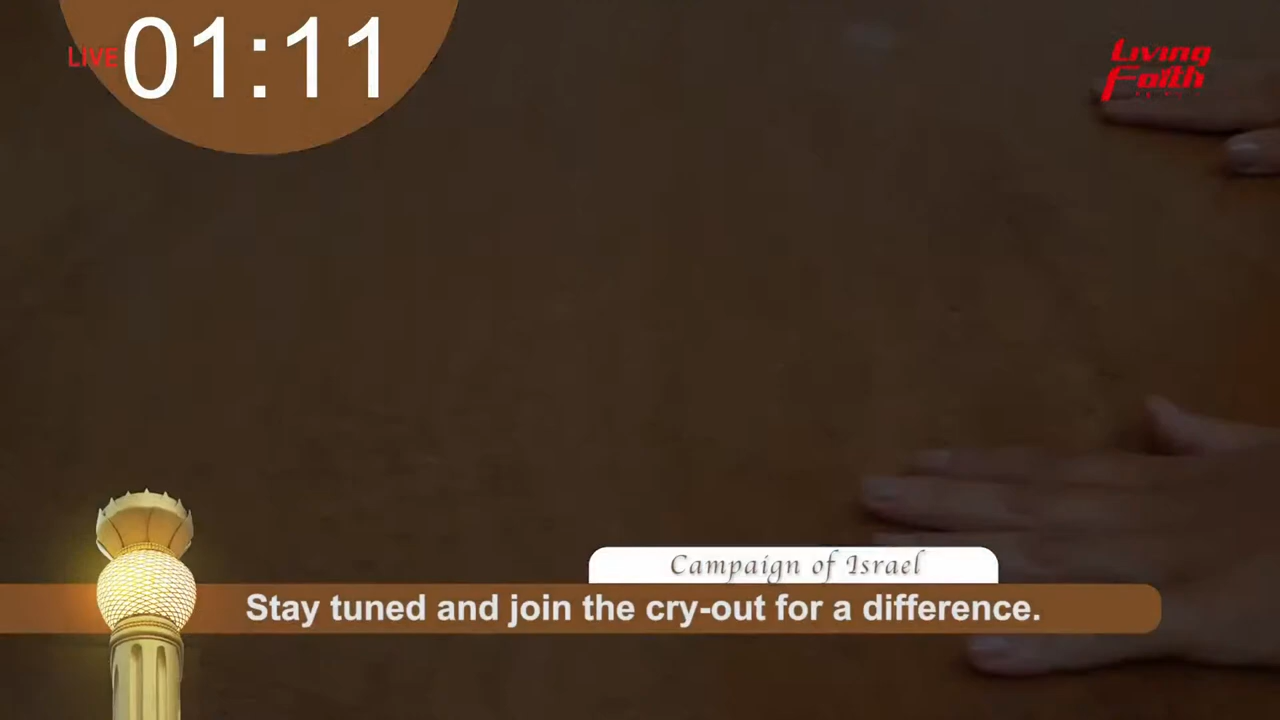 LiVE
01:11
Living
Faith
Campaign of Israel
Stay tuned and join the cry-out for a difference.